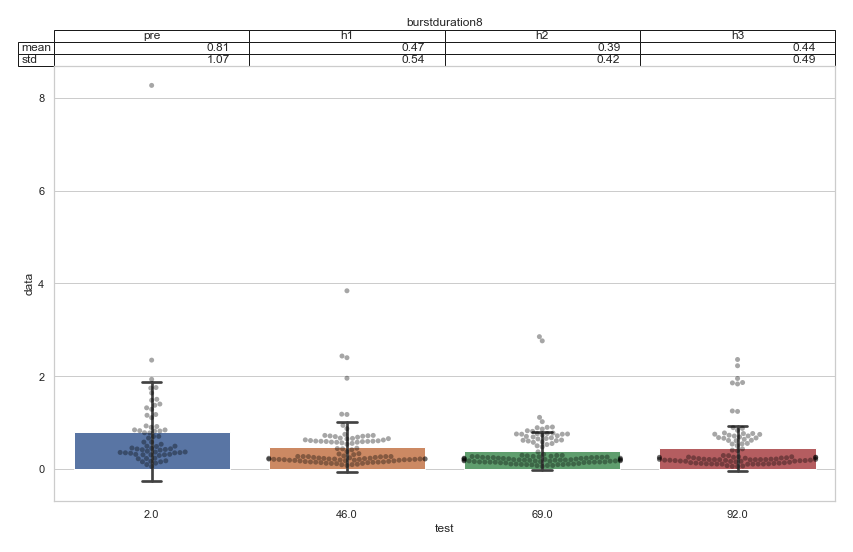 burstduration8
pre h1 h2 h3
mean 0.81 0.47 0.39 0.44
std 1.07 0.54 0.42 0.49
8
6
4
2
0
data
2.0 46.0 69.0 92.0
test